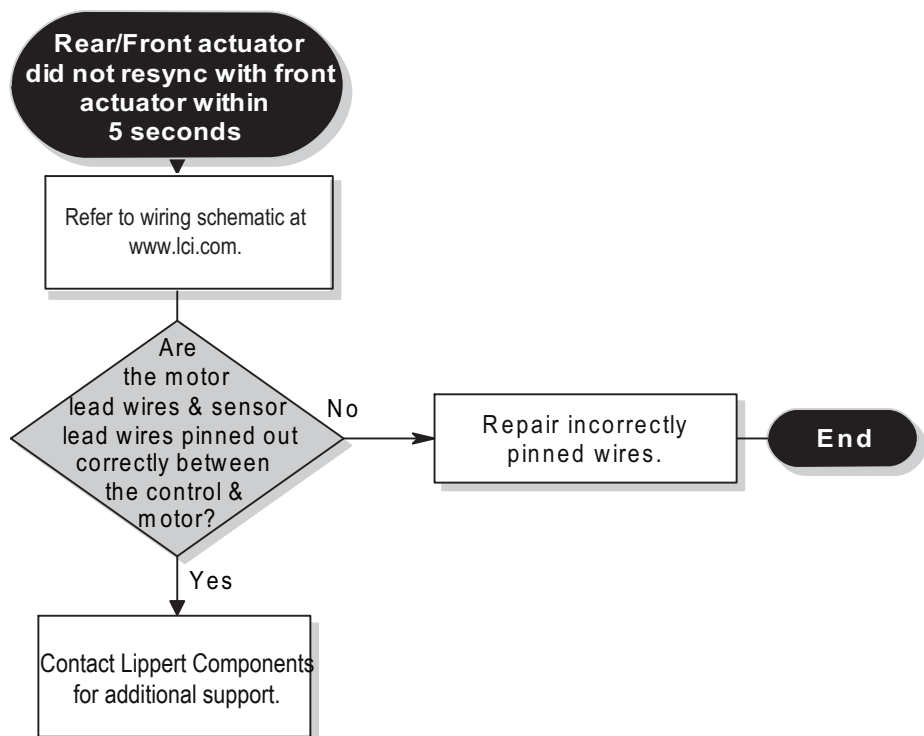 Rear/Front actuator
did not resync with front
actuator within
5 seconds
Refer to wiring schematic at
www.lci.com.
Are
the motor
lead wires & sensor
lead wires pinned out
correctly between
the control &
motor?
No
Repair incorrectly
pinned wires.
End
Yes
Contact Lippert Components
for additional support.